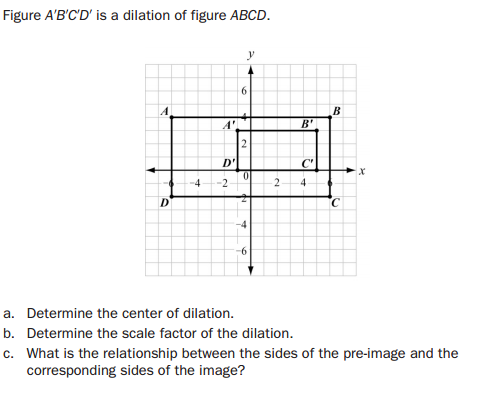 Figure A'B'C'D' is a dilation of figure ABCD.
y
6
A 4 B
A' B'
2
D' C'
-6 -4 -2 0 2 4 6 x
D -2 C
-4
-6
a. Determine the center of dilation.
b. Determine the scale factor of the dilation.
c. What is the relationship between the sides of the pre-image and the
corresponding sides of the image?